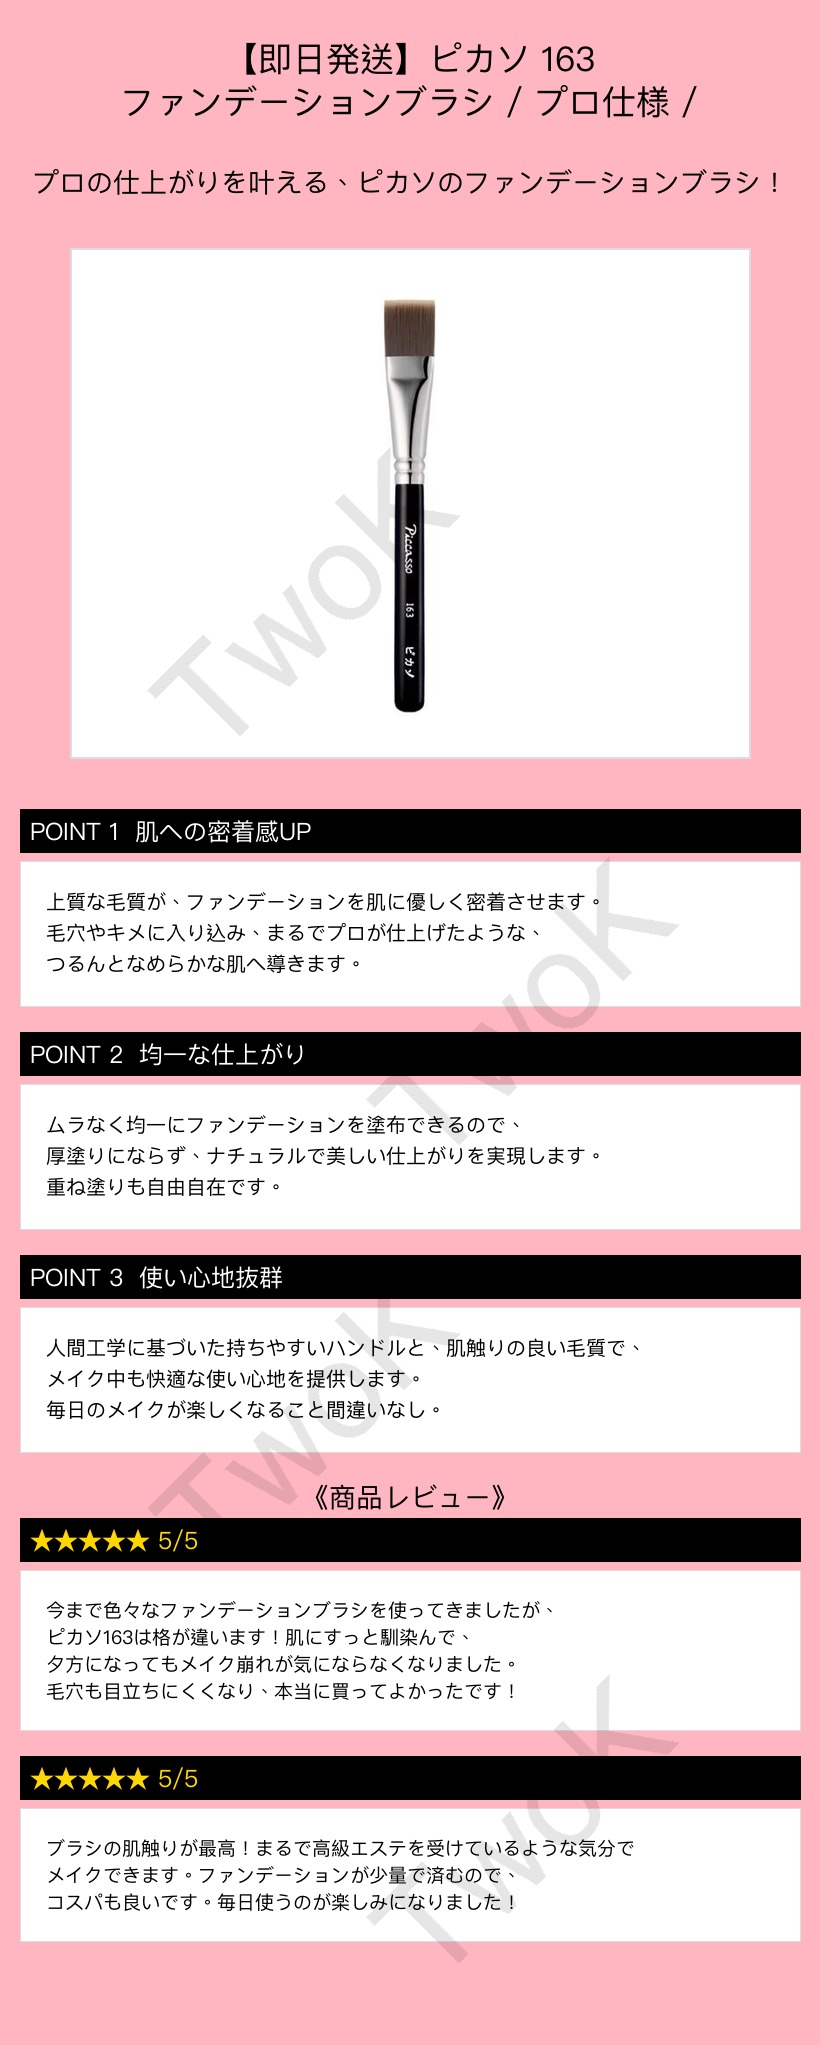 【即日発送】ピカソ 163
ファンデーションブラシ / プロ仕様 /
プロの仕上がりを叶える、ピカソのファンデーションブラシ！
Piccasso
163
ピカソ
TwoK
POINT 1 肌への密着感UP
上質な毛質が、ファンデーションを肌に優しく密着させます。
毛穴やキメに入り込み、まるでプロが仕上げたような、
つるんとなめらかな肌へ導きます。
TwoK
POINT 2 均一な仕上がり
ムラなく均一にファンデーションを塗布できるので、
厚塗りにならず、ナチュラルで美しい仕上がりを実現します。
重ね塗りも自由自在です。
POINT 3 使い心地抜群
人間工学に基づいた持ちやすいハンドルと、肌触りの良い毛質で、
メイク中も快適な使い心地を提供します。
毎日のメイクが楽しくなること間違いなし。
TwoK
《商品レビュー》
★★★★★ 5/5
今まで色々なファンデーションブラシを使ってきましたが、
ピカソ163は格が違います！肌にすっと馴染んで、
夕方になってもメイク崩れが気にならなくなりました。
毛穴も目立ちにくくなり、本当に買ってよかったです！
★★★★★ 5/5
ブラシの肌触りが最高！まるで高級エステを受けているような気分で
メイクできます。ファンデーションが少量で済むので、
コスパも良いです。毎日使うのが楽しみになりました！
TwoK